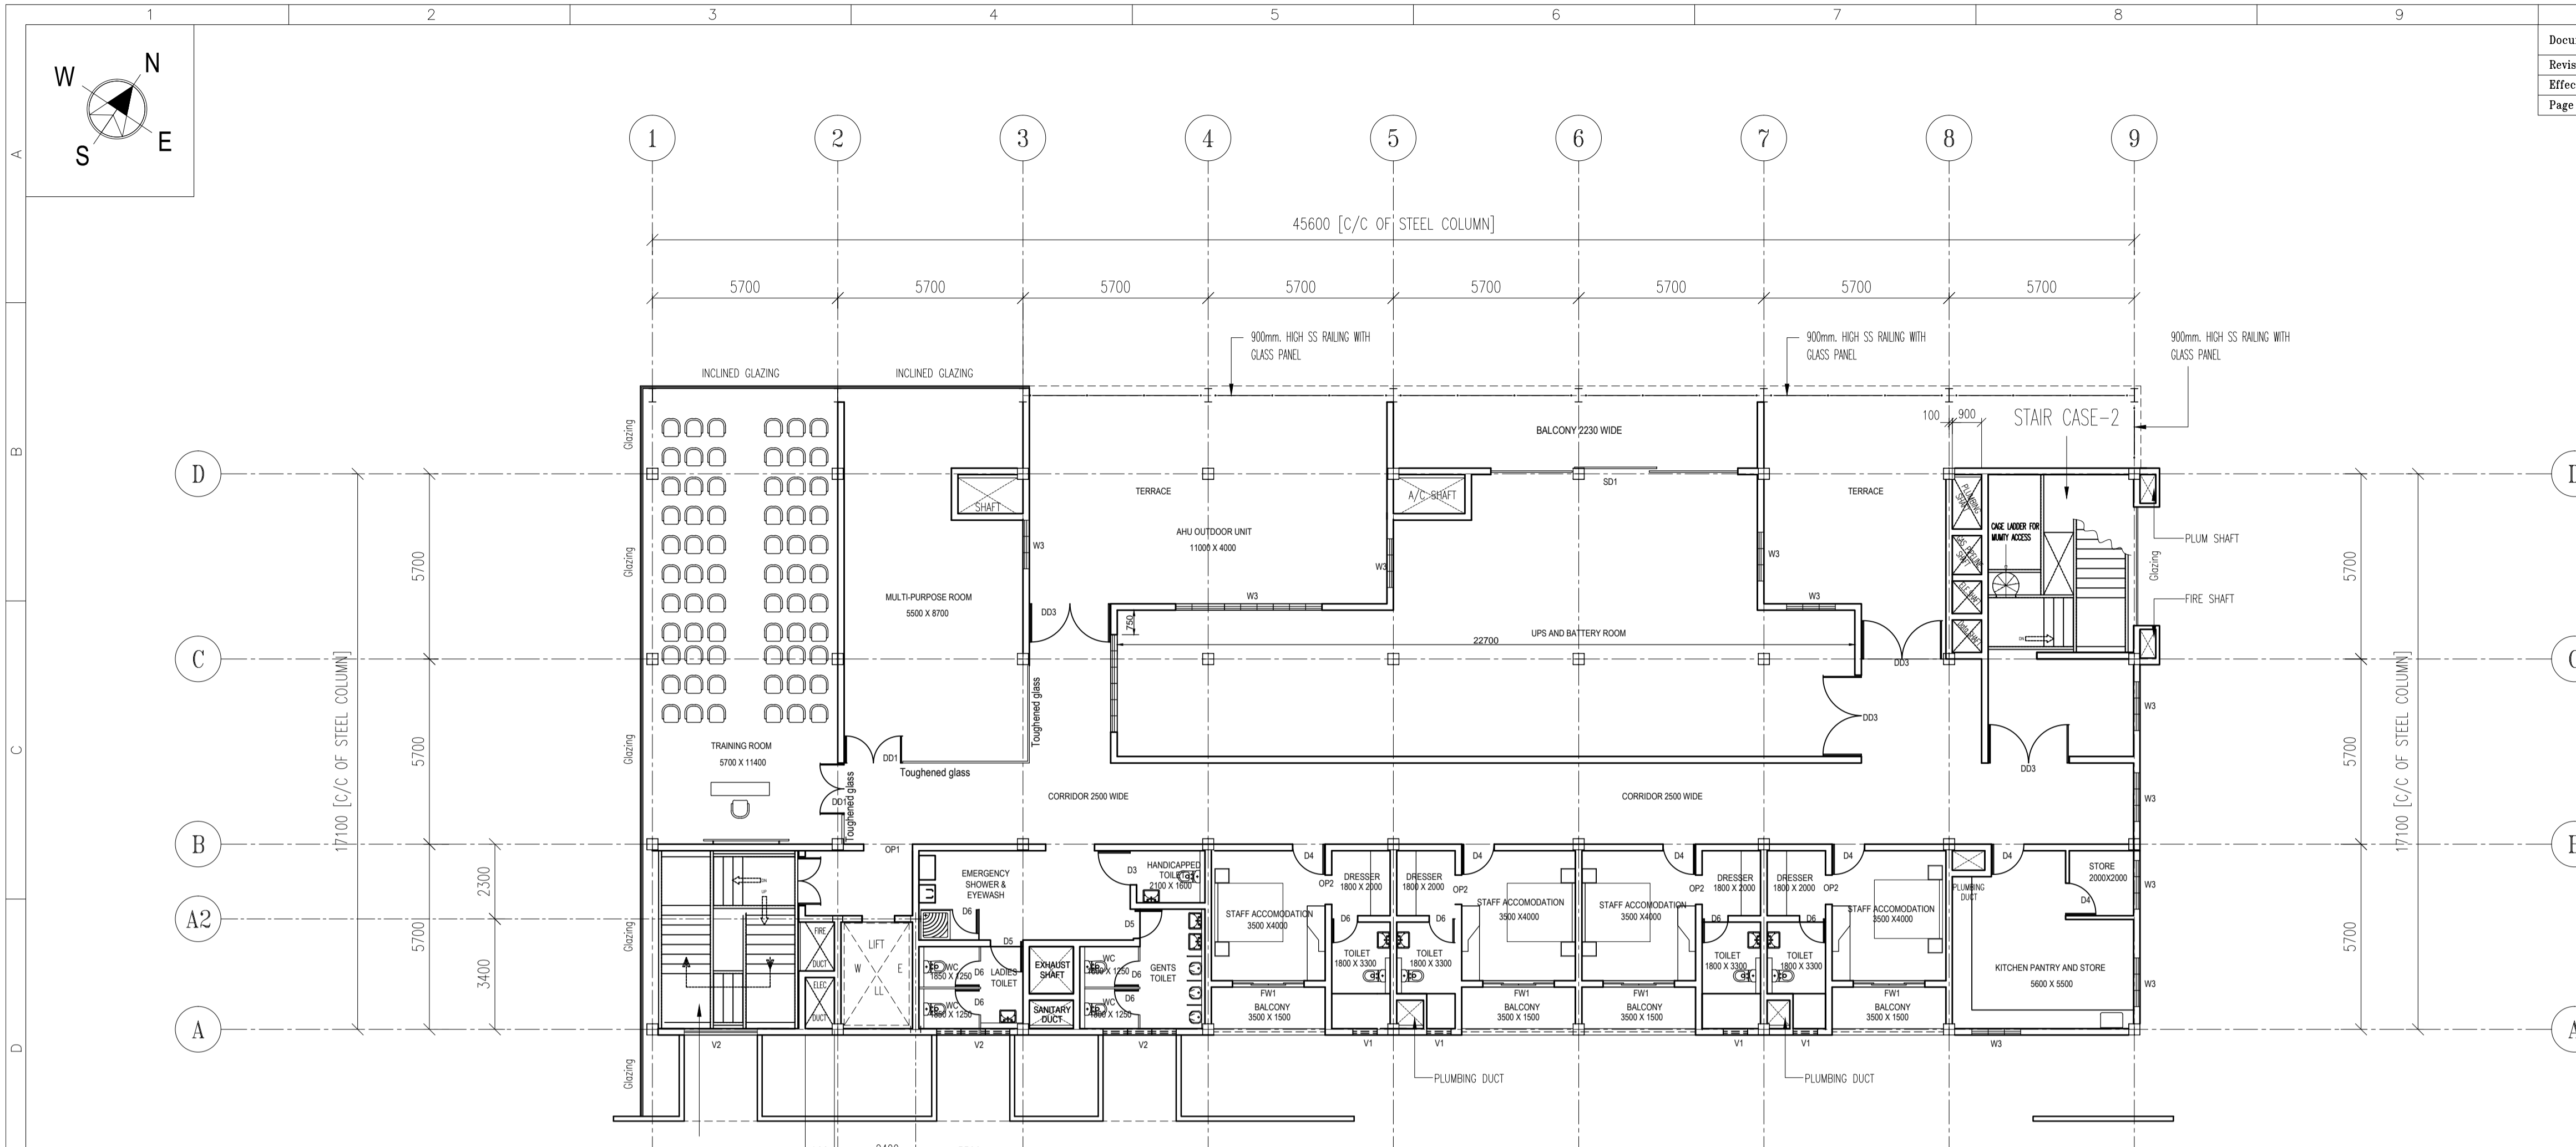 1 2 3 4 5 6 7 8 9
W N
S E
A
B
C
D
Docu
Revis
Effec
Page
1 2 3 4 5 6 7 8 9
45600 [C/C OF STEEL COLUMN]
5700 5700 5700 5700 5700 5700 5700 5700
900mm. HIGH SS RAILING WITH
GLASS PANEL
900mm. HIGH SS RAILING WITH
GLASS PANEL
900mm. HIGH SS RAILING WITH
GLASS PANEL
INCLINED GLAZING
INCLINED GLAZING
100 900
STAIR CASE-2
BALCONY 2230 WIDE
Glazing
D
SHAFT
TERRACE
A/C SHAFT
SD1
TERRACE
PLUMBING
SHAFT
AHU OUTDOOR UNIT
11000 X 4000
CAGE LADDER FOR
MUMTY ACCESS
PLUM SHAFT
W3
W3
W3
Glazing
Glazing
5700
5700
ELE SHAFT
MULTI-PURPOSE ROOM
5500 X 8700
W3
W3
FIRE SHAFT
DD3
750
UPS AND BATTERY ROOM
22700
DN
DD3
C
17100 [C/C OF STEEL COLUMN]
17100 [C/C OF STEEL COLUMN]
Toughened glass
W3
DD3
Glazing
5700
5700
TRAINING ROOM
5700 X 11400
DD1
Toughened glass
DD3
DD1
Toughened glass
CORRIDOR 2500 WIDE
CORRIDOR 2500 WIDE
W3
B
OP1
2300
D4 D4 D4 D4 D4
HANDICAPPED
TOILET
2100 X 1600
D3
EMERGENCY
SHOWER &
EYEWASH
STORE
2000X2000
W3
DRESSER
1800 X 2000
DRESSER
1800 X 2000
DRESSER
1800 X 2000
DRESSER
1800 X 2000
OP2 OP2 OP2 OP2
PLUMBING
DUCT
DN
UP
D4
A2
5700
5700
3400
D6
D5
D5
STAFF ACCOMODATION
3500 X4000
STAFF ACCOMODATION
3500 X4000
STAFF ACCOMODATION
3500 X4000
STAFF ACCOMODATION
3500 X4000
D6 D6 D6 D6
FIRE
DUCT
LIFT
W E
LL
WC
1850 X 1250
D6
LADIES
TOILET
EXHAUST
SHAFT
WC
1800 X 1250
D6
GENTS
TOILET
TOILET
1800 X 3300
TOILET
1800 X 3300
TOILET
1800 X 3300
TOILET
1800 X 3300
KITCHEN PANTRY AND STORE
5600 X 5500
W3
ELEC
DUCT
WC
1850 X 1250
D6
SANITARY
DUCT
WC
1800 X 1250
D6
FW1 FW1 FW1 FW1
BALCONY
3500 X 1500
BALCONY
3500 X 1500
BALCONY
3500 X 1500
BALCONY
3500 X 1500
A
V2 V2 V2 V1 V1 V1 V1 W3
Glazing
Glazing
PLUMBING DUCT
PLUMBING DUCT